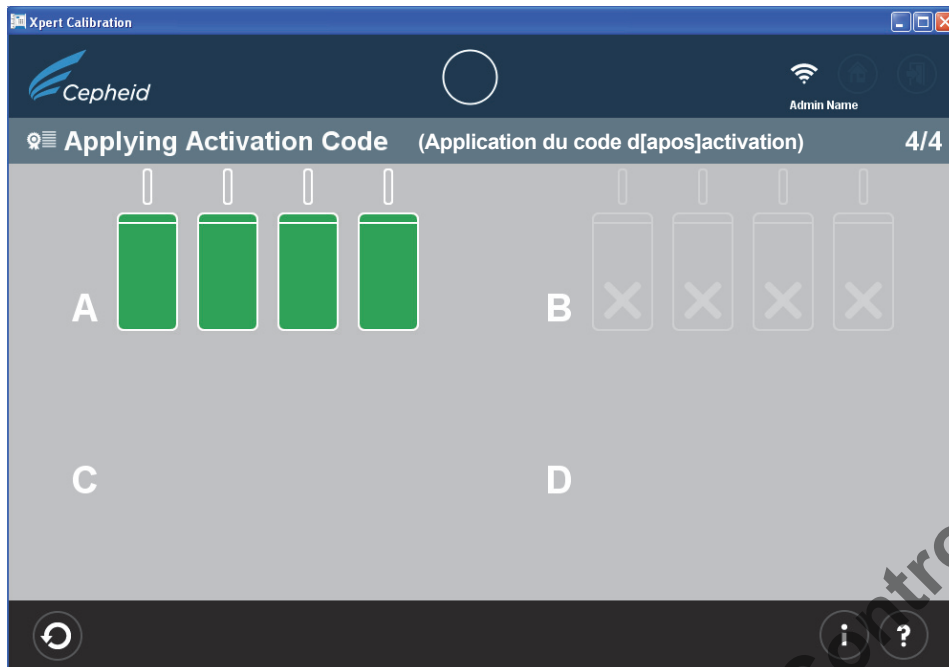 Xpert Calibration
Cepheid
Admin Name
Applying Activation Code (Application du code d[apos]activation) 4/4
A B
C D
i ?